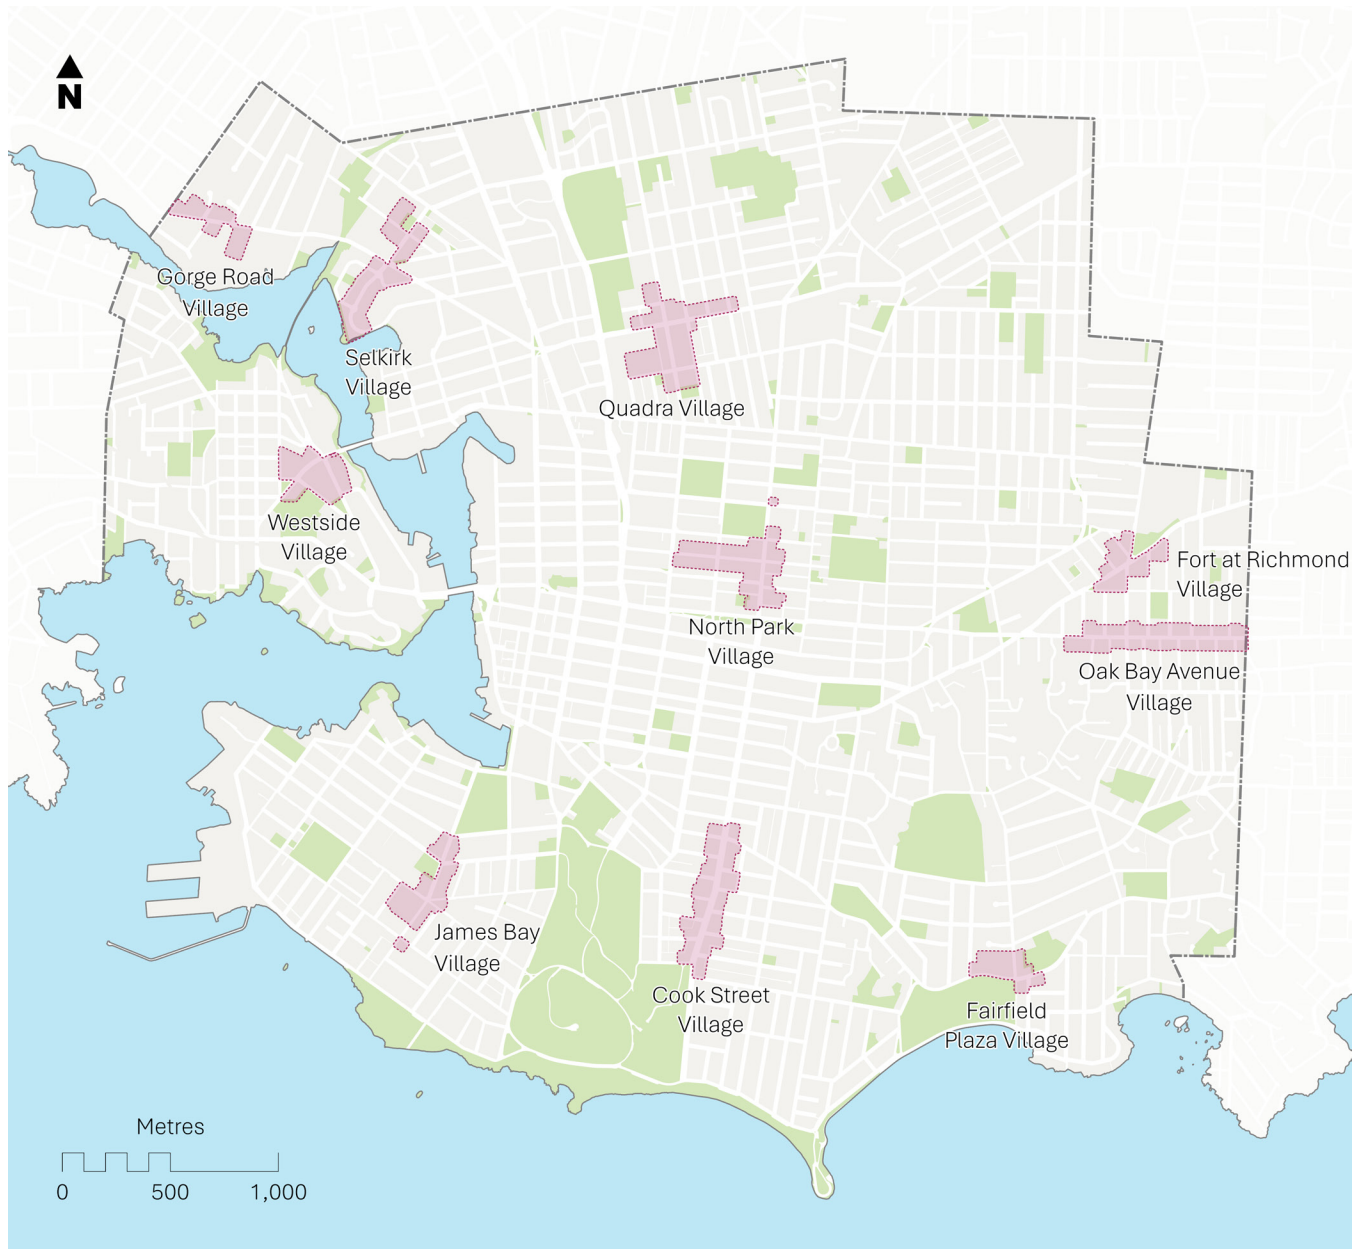 N
Gorge Road
Village
Selkirk
Village
Quadra Village
Westside
Village
Fort at Richmond
Village
North Park
Village
Oak Bay Avenue
Village
James Bay
Village
Cook Street
Village
Fairfield
Plaza Village
Metres
0 500 1,000